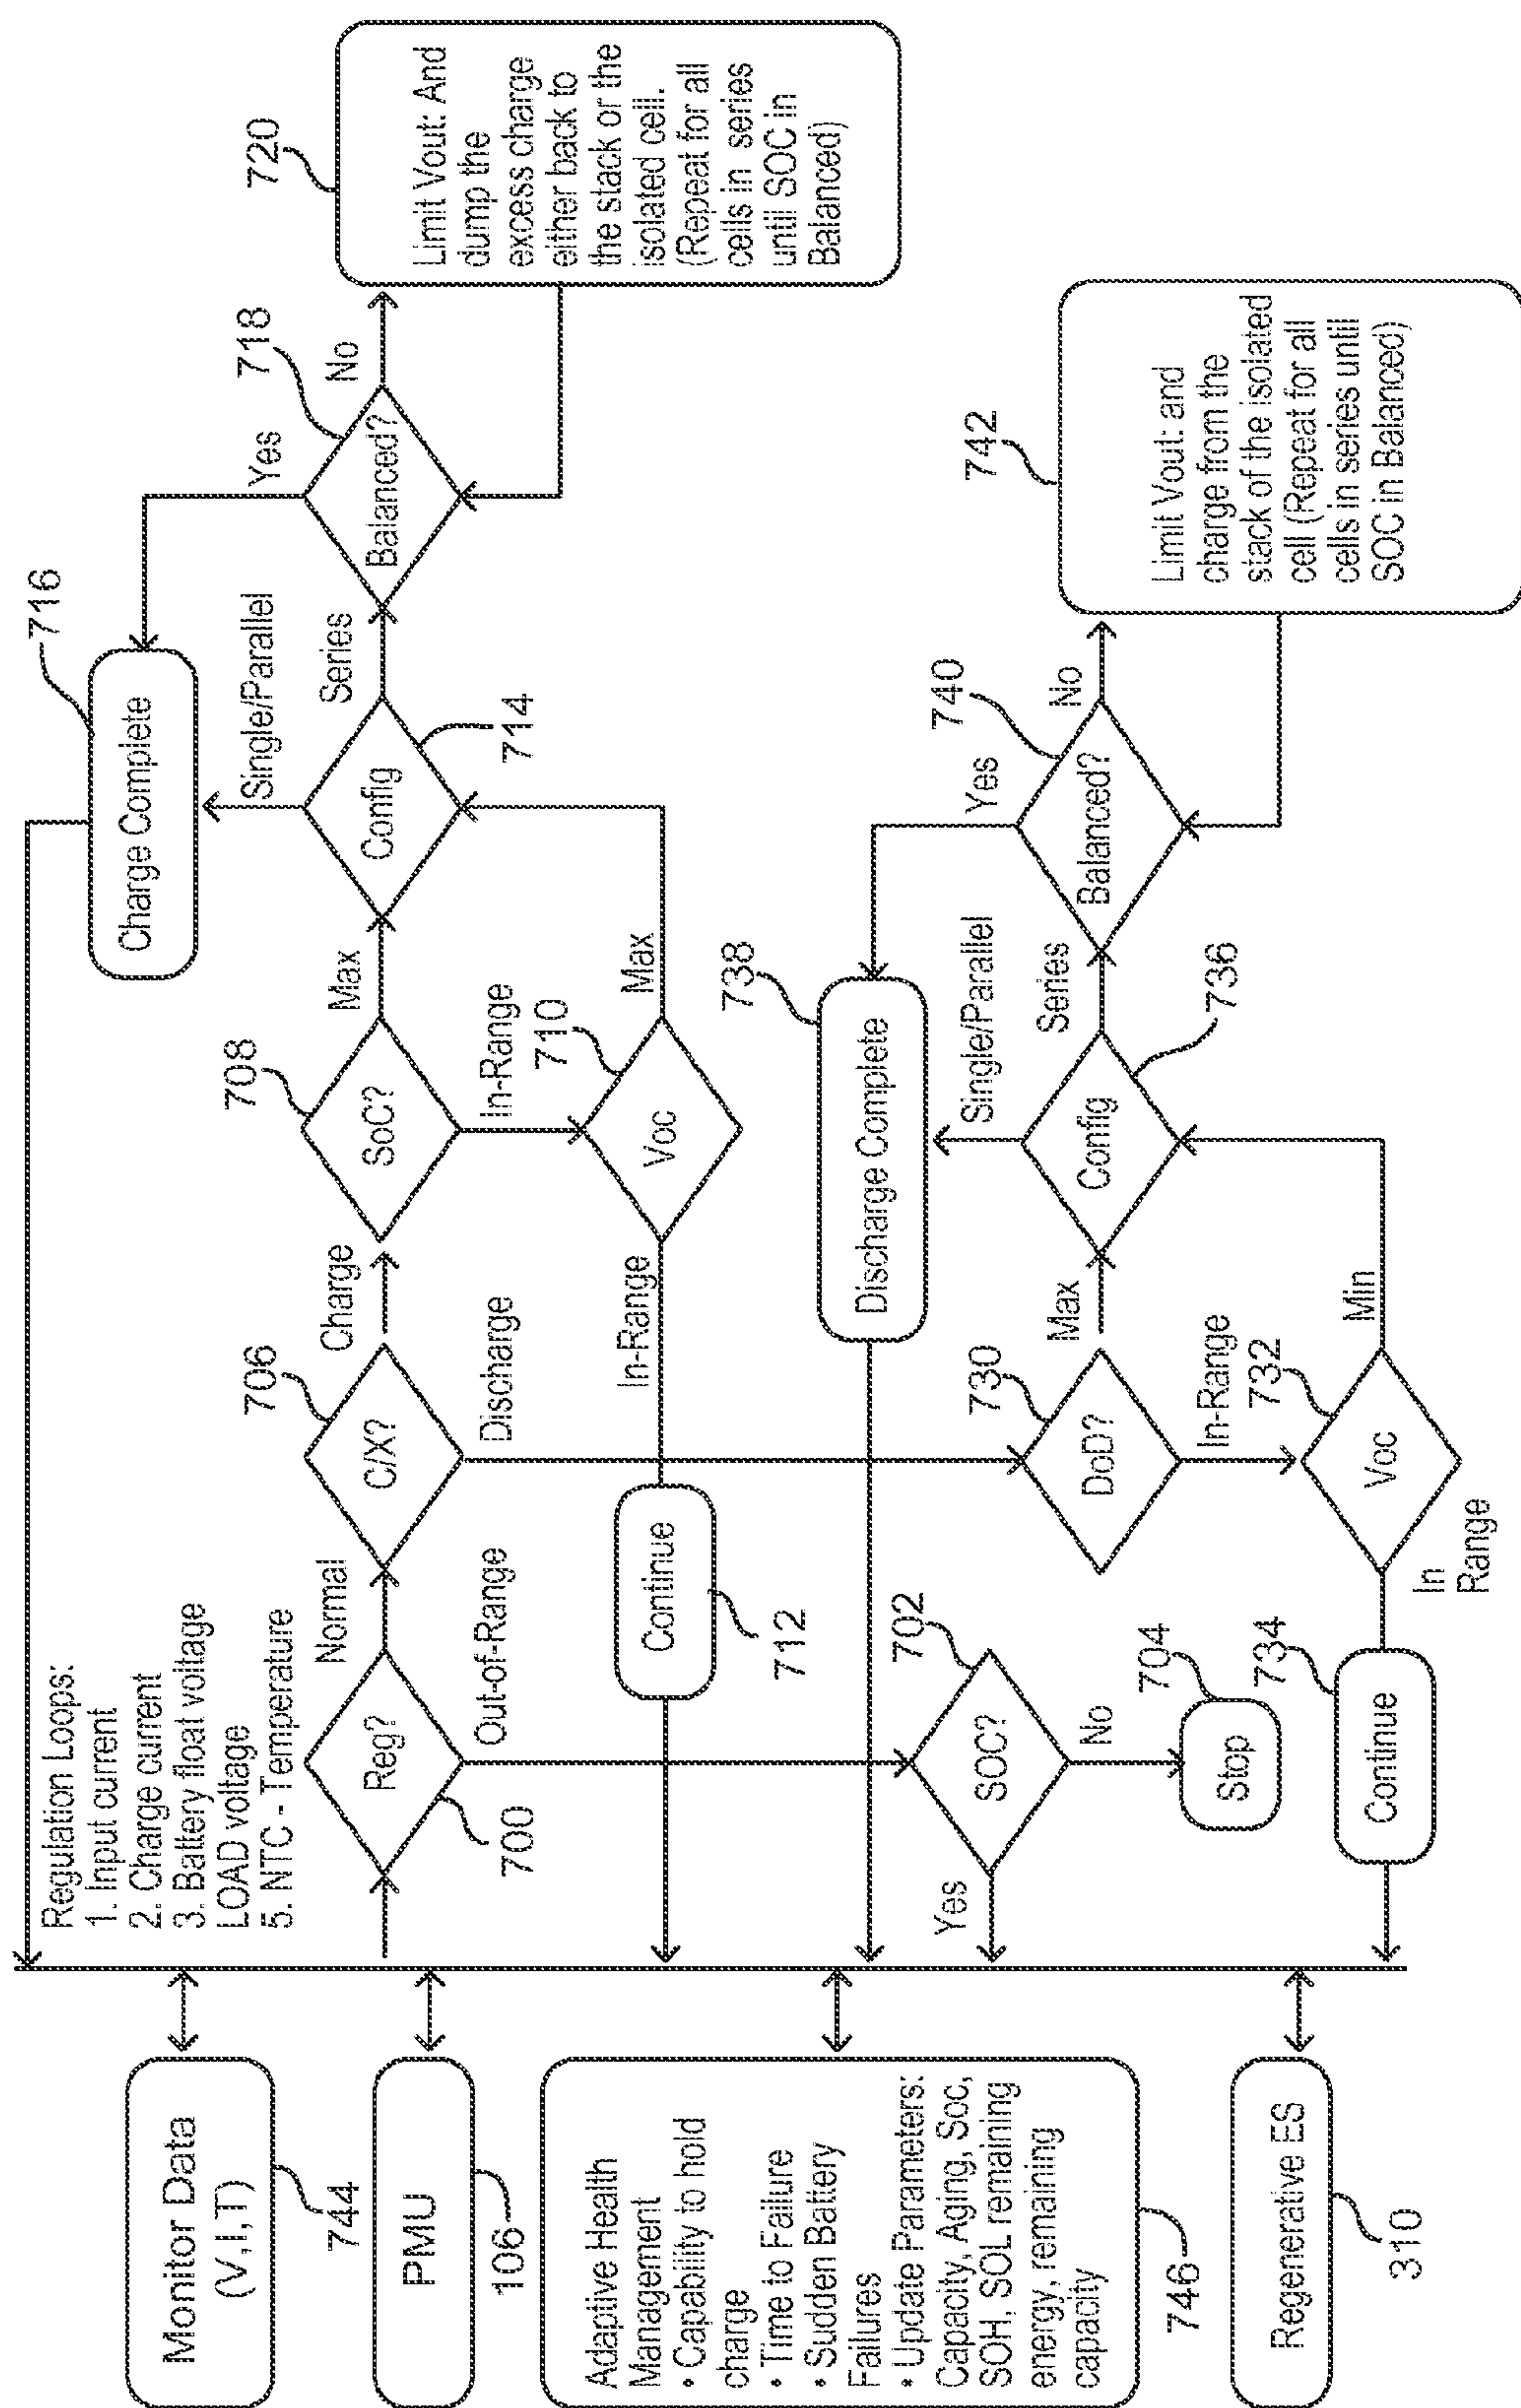 Regulation Loops:
1. Input current
2. Charge current
3. Battery float voltage
LOAD voltage
5. NTC - Temperature
Monitor Data
(V,I,T)
744
PMU
106
Adaptive Health
Management
• Capability to hold
charge
• Time to Failure
• Sudden Battery
Failures
• Update Parameters:
Capacity, Aging, Soc,
SOH, SOL remaining
energy, remaining
capacity
746
Regenerative ES
310
Reg?
700
Normal
Out-of-Range
C/X?
706
Charge
Discharge
SoC?
708
Max
In-Range
Voc
710
Max
In-Range
Continue
712
Config
714
Single/Parallel
Series
Charge Complete
716
Balanced?
718
Yes
No
Limit Vout: And
dump the
excess charge
either back to
the stack or the
isolated cell.
(Repeat for all
cells in series
until SOC in
Balanced)
720
SOC?
702
Yes
No
Stop
704
DoD?
730
Max
In-Range
Voc
732
Min
In
Range
Continue
734
Config
736
Single/Parallel
Series
Discharge Complete
738
Balanced?
740
Yes
No
Limit Vout: and
charge from the
stack of the isolated
cell (Repeat for all
cells in series until
SOC in Balanced)
742